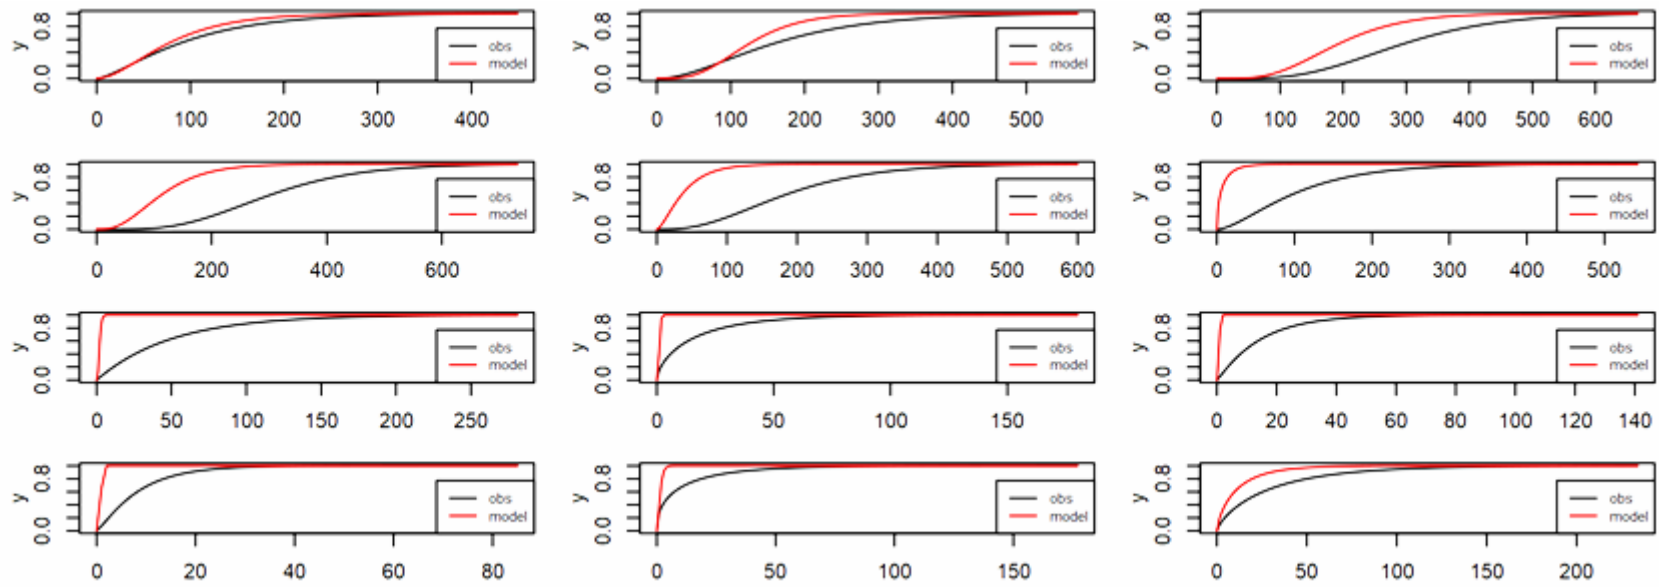 y 0.0 0.8 obs model
0 100 200 300 400
y 0.0 0.8 obs model
0 100 200 300 400 500
y 0.0 0.8 obs model
0 100 200 300 400 500 600
y 0.0 0.8 obs model
0 200 400 600
y 0.0 0.8 obs model
0 100 200 300 400 500 600
y 0.0 0.8 obs model
0 100 200 300 400 500
y 0.0 0.8 obs model
0 50 100 150 200 250
y 0.0 0.8 obs model
0 50 100 150
y 0.0 0.8 obs model
0 20 40 60 80 100 120 140
y 0.0 0.8 obs model
0 20 40 60 80
y 0.0 0.8 obs model
0 50 100 150
y 0.0 0.8 obs model
0 50 100 150 200